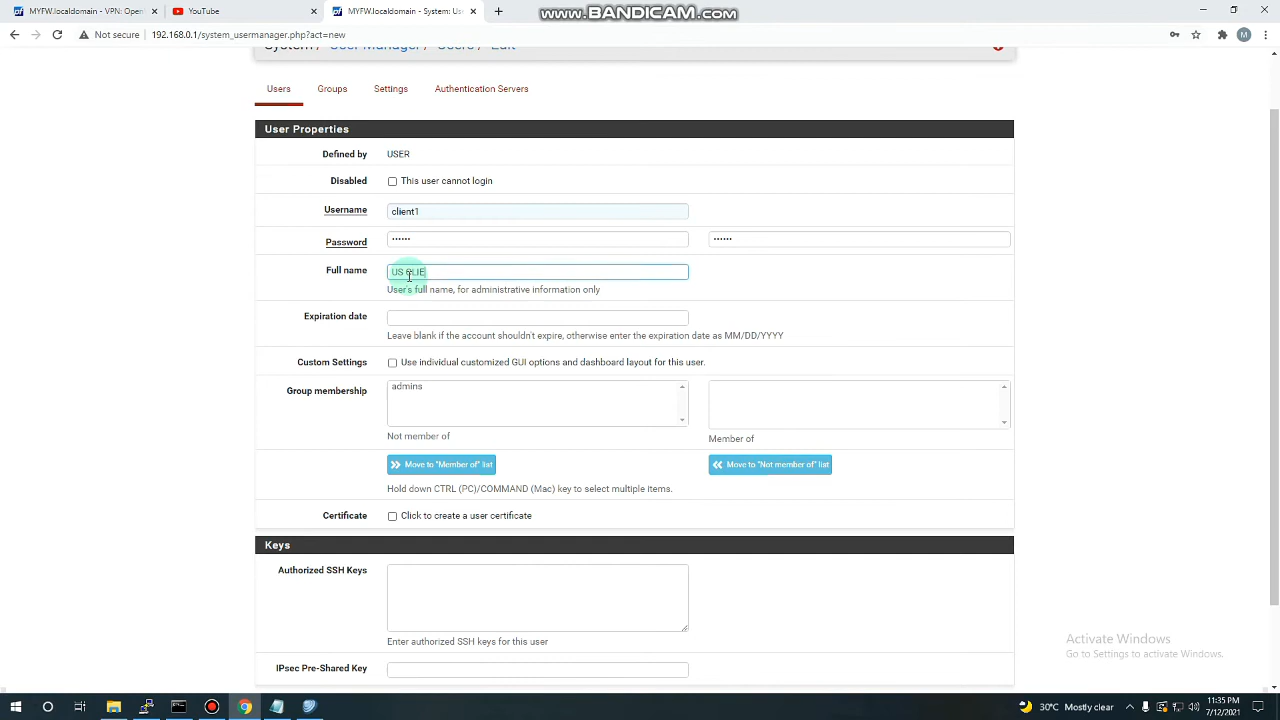 www.BANDICAM.com
MYFW.localdomain - VPN: Open
YouTube
MYFW.localdomain - System: Us
Not secure
192.168.0.1/system_usermanager.php?act=new
M
System / User Manager / Users / Edit
Users
Groups
Settings
Authentication Servers
User Properties
Defined by
USER
Disabled
This user cannot login
Username
client1
Password
••••••
••••••
Full name
US CLIE
User's full name, for administrative information only
Expiration date
Leave blank if the account shouldn't expire, otherwise enter the expiration date as MM/DD/YYYY
Custom Settings
Use individual customized GUI options and dashboard layout for this user.
Group membership
admins
Not member of
Member of
Move to "Member of" list
Move to "Not member of" list
Hold down CTRL (PC)/COMMAND (Mac) key to select multiple items.
Certificate
Click to create a user certificate
Keys
Authorized SSH Keys
Enter authorized SSH keys for this user
IPsec Pre-Shared Key
Activate Windows
Go to Settings to activate Windows.
30°C Mostly clear
11:35 PM
7/12/2021